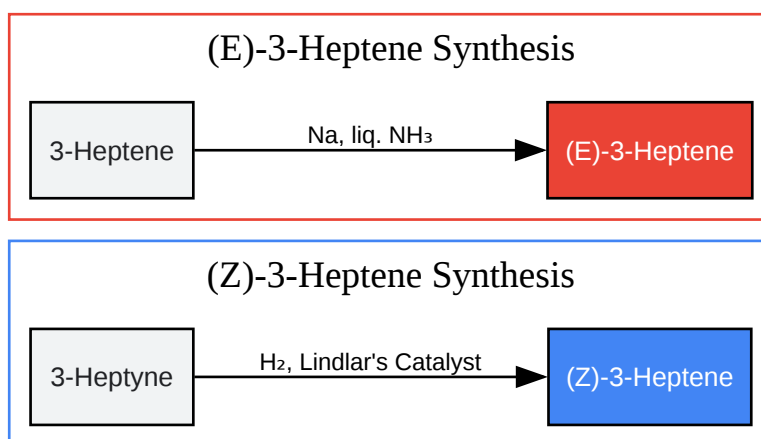 (E)-3-Heptene Synthesis
3-Heptene
Na, liq. NH₃
(E)-3-Heptene
(Z)-3-Heptene Synthesis
3-Heptyne
H₂, Lindlar's Catalyst
(Z)-3-Heptene